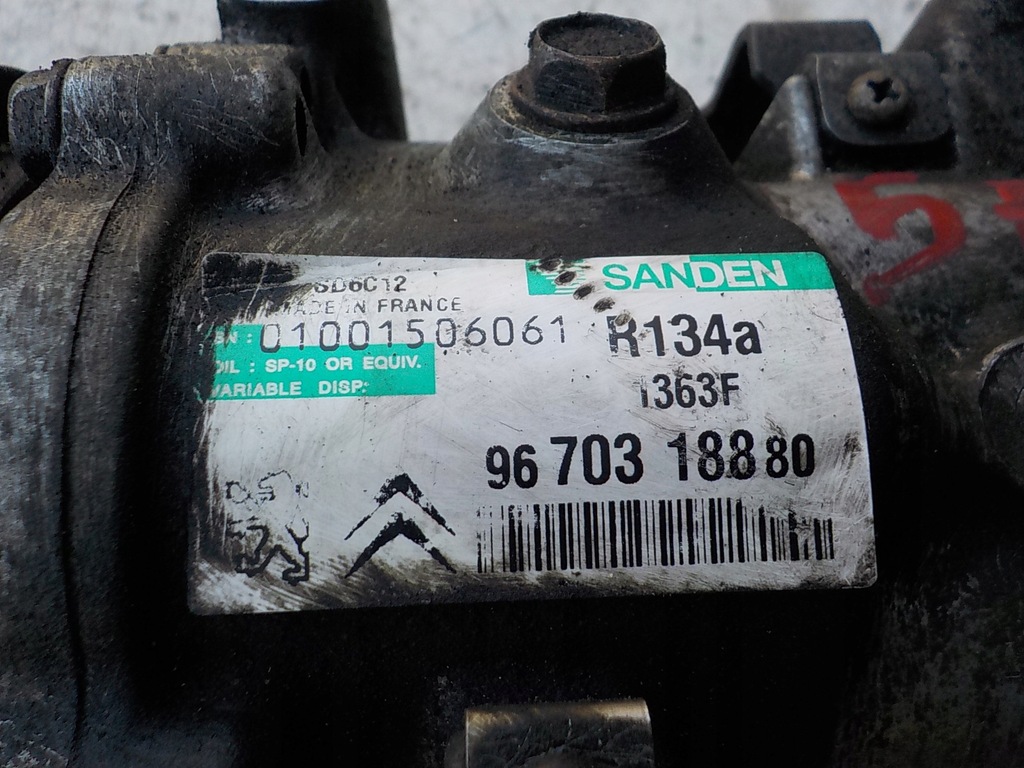 SD6C12
SANDEN
MADE IN FRANCE
SN: 01001506061
R134a
OIL : SP-10 OR EQUIV.
VARIABLE DISP.
1363F
96 703 188 80